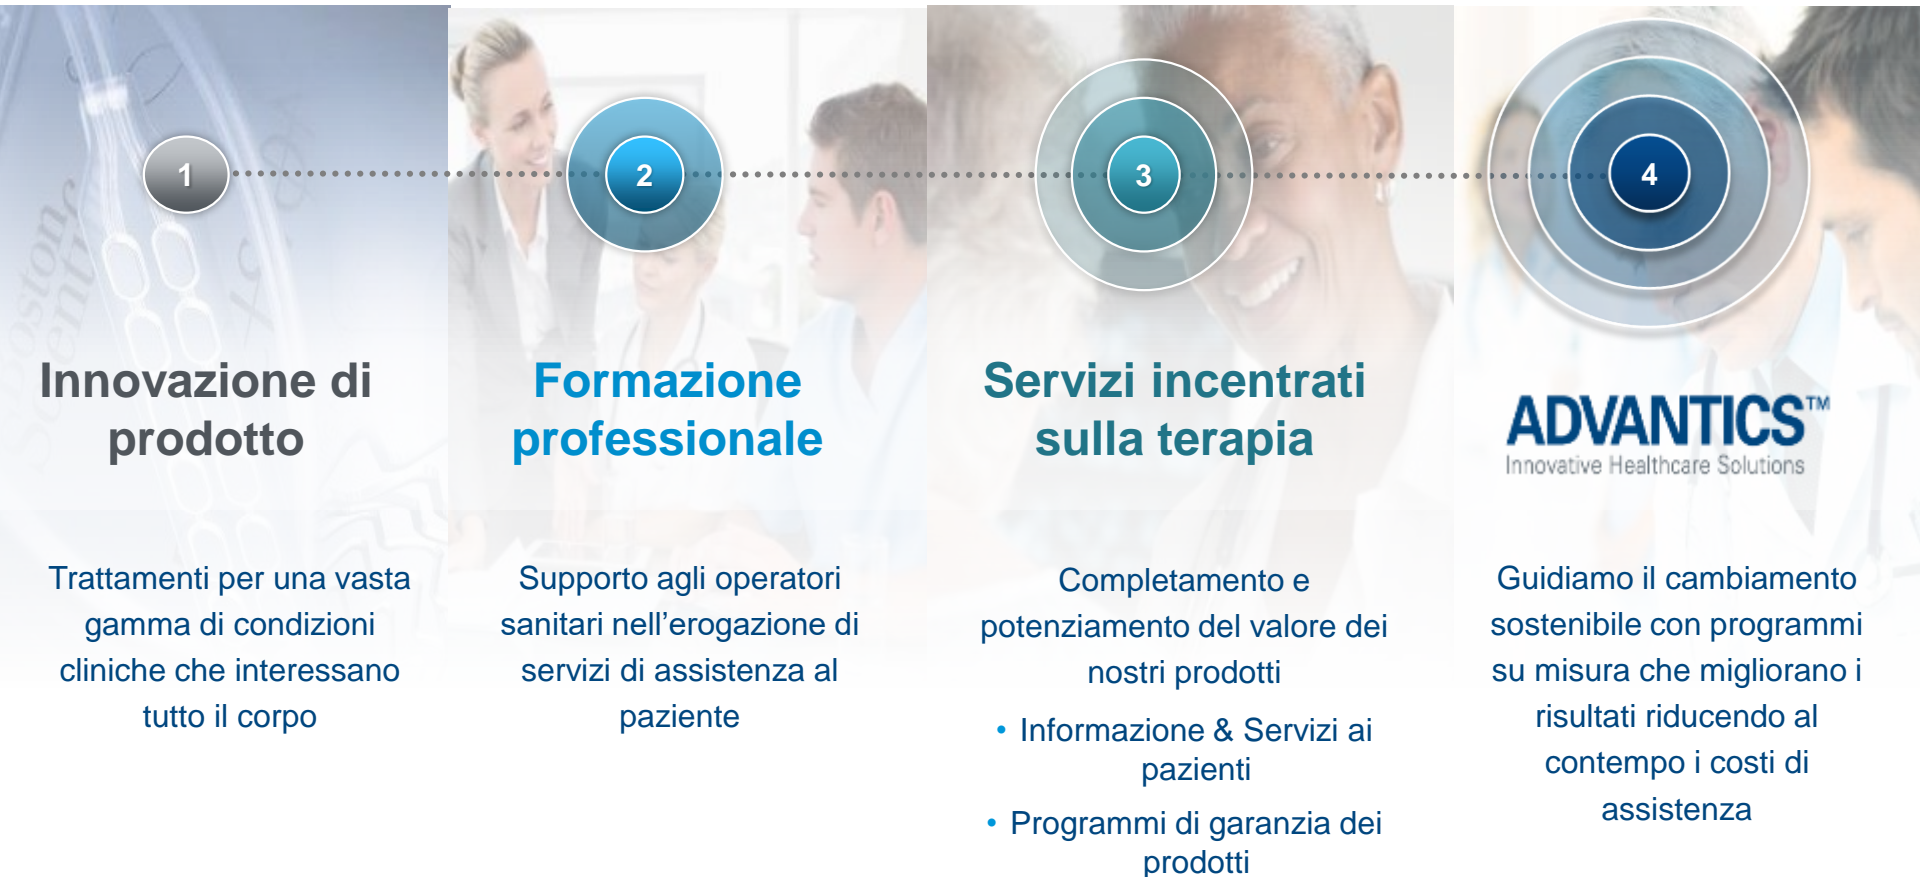 1
2
3
4
Boston
Scientific
Innovazione di
prodotto
Trattamenti per una vasta
gamma di condizioni
cliniche che interessano
tutto il corpo
Formazione
professionale
Supporto agli operatori
sanitari nell’erogazione di
servizi di assistenza al
paziente
Servizi incentrati
sulla terapia
Completamento e
potenziamento del valore dei
nostri prodotti
• Informazione & Servizi ai
pazienti
• Programmi di garanzia dei
prodotti
ADVANTICS™
Innovative Healthcare Solutions
Guidiamo il cambiamento
sostenibile con programmi
su misura che migliorano i
risultati riducendo al
contempo i costi di
assistenza